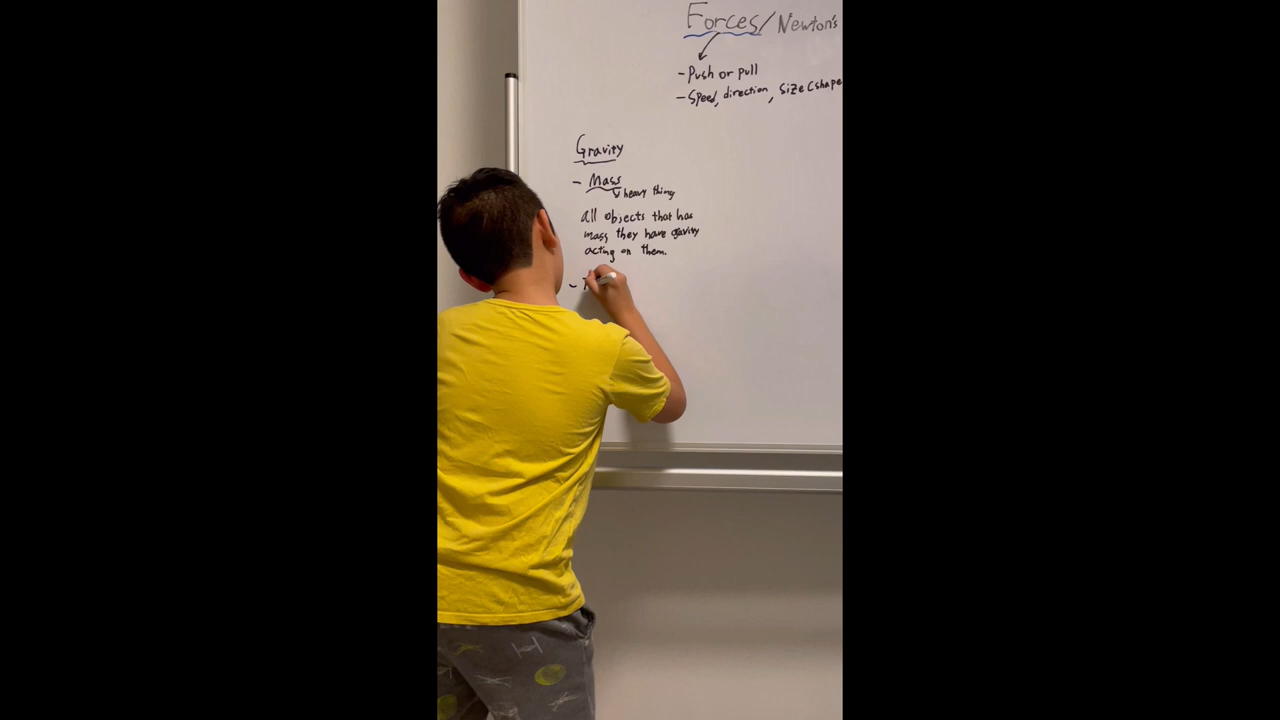 Forces/Newton's
- Push or pull
- Speed, direction, size (shape
Gravity
- Mass
heavy thing
all objects that has
mass they have gravity
acting on them.
-